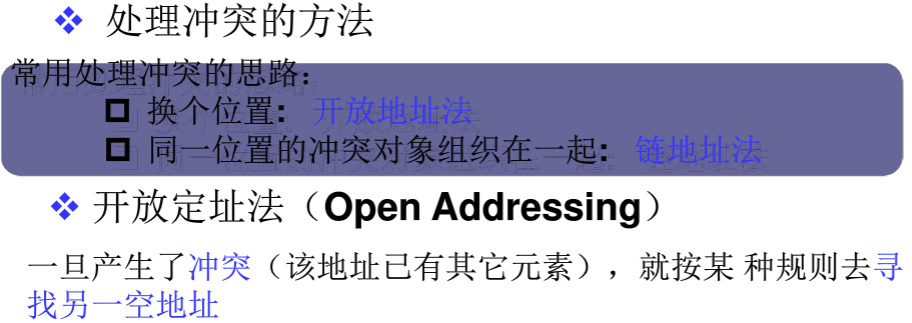 ❖ 处理冲突的方法
常用处理冲突的思路：
换个位置: 开放地址法
同一位置的冲突对象组织在一起: 链地址法
❖ 开放定址法（Open Addressing）
一旦产生了冲突（该地址已有其它元素），就按某 种规则去寻
找另一空地址